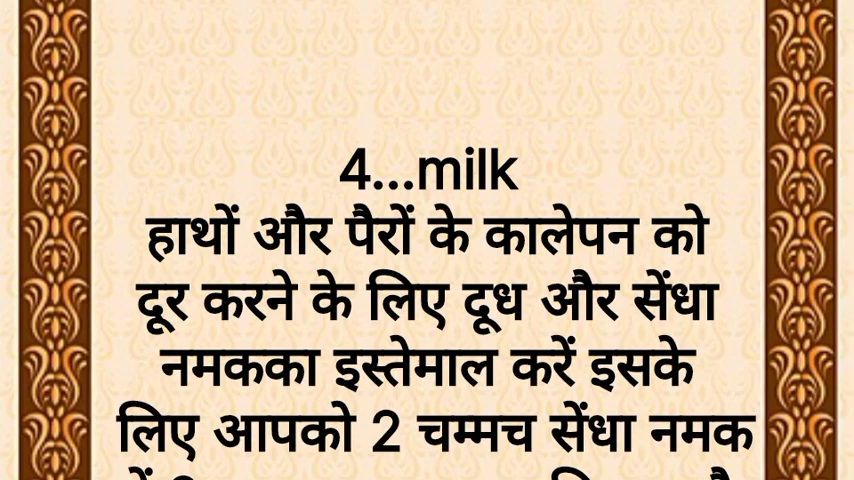 4...milk
हाथों और पैरों के कालेपन को
दूर करने के लिए दूध और सेंधा
नमकका इस्तेमाल करें इसके
लिए आपको 2 चम्मच सेंधा नमक